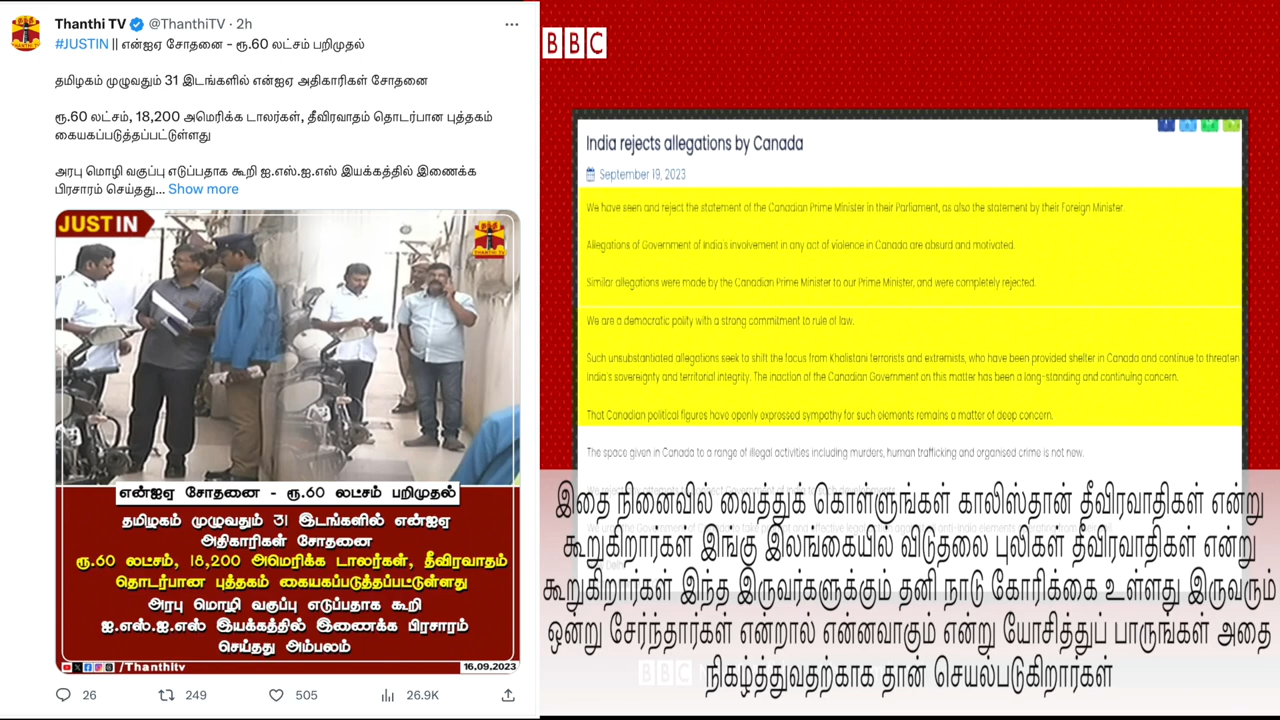 Thanthi TV @ThanthiTV · 2h
#JUSTIN || என்ஐஏ சோதனை – ரூ.60 லட்சம் பறிமுதல்
தமிழகம் முழுவதும் 31 இடங்களில் என்ஐஏ அதிகாரிகள் சோதனை
ரூ.60 லட்சம், 18,200 அமெரிக்க டாலர்கள், தீவிரவாதம் தொடர்பான புத்தகம்
கையகப்படுத்தப்பட்டுள்ளது
அரபு மொழி வகுப்பு எடுப்பதாக கூறி ஐ.எஸ்.ஐ.எஸ் இயக்கத்தில் இணைக்க
பிரசாரம் செய்தது... Show more
JUST IN
THANTHI TV
என்ஐஏ சோதனை - ரூ.60 லட்சம் பறிமுதல்
தமிழகம் முழுவதும் 31 இடங்களில் என்ஐஏ
அதிகாரிகள் சோதனை
ரூ.60 லட்சம், 18,200 அமெரிக்க டாலர்கள், தீவிரவாதம்
தொடர்பான புத்தகம் கையகப்படுத்தப்பட்டுள்ளது
அரபு மொழி வகுப்பு எடுப்பதாக கூறி
ஐ.எஸ்.ஐ.எஸ் இயக்கத்தில் இணைக்க பிரசாரம்
செய்தது அம்பலம்
/Thanthitv 16.09.2023
26 249 505 26.9K
BBC
India rejects allegations by Canada
September 19, 2023
We have seen and reject the statement of the Canadian Prime Minister in their Parliament, as also the statement by their Foreign Minister.
Allegations of Government of India's involvement in any act of violence in Canada are absurd and motivated.
Similar allegations were made by the Canadian Prime Minister to our Prime Minister, and were completely rejected.
We are a democratic polity with a strong commitment to rule of law.
Such unsubstantiated allegations seek to shift the focus from Khalistani terrorists and extremists, who have been provided shelter in Canada and continue to threaten
India's sovereignty and territorial integrity. The inaction of the Canadian Government on this matter has been a long-standing and continuing concern.
That Canadian political figures have openly expressed sympathy for such elements remains a matter of deep concern.
The space given in Canada to a range of illegal activities including murders, human trafficking and organised crime is not new.
இதை நினைவில் வைத்துக் கொள்ளுங்கள் காலிஸ்தான் தீவிரவாதிகள் என்று
கூறுகிறார்கள் இங்கு இலங்கையில் விடுதலை புலிகள் தீவிரவாதிகள் என்று
கூறுகிறார்கள் இந்த இருவர்களுக்கும் தனி நாடு கோரிக்கை உள்ளது இருவரும்
ஒன்று சேர்ந்தார்கள் என்றால் என்னவாகும் என்று யோசித்துப் பாருங்கள் அதை
நிகழ்த்துவதற்காக தான் செயல்படுகிறார்கள்
BBC